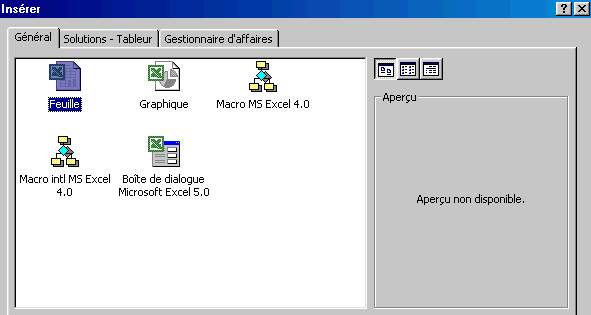 Insérer
Général Solutions - Tableur Gestionnaire d'affaires
Feuille Graphique Macro MS Excel 4.0
Macro intl MS Excel 4.0
Boîte de dialogue Microsoft Excel 5.0
Aperçu
Aperçu non disponible.